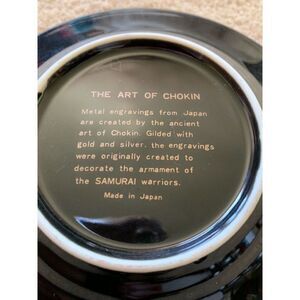 THE ART OF CHOKIN
Metal engravings from Japan
are created by the ancient
art of Chokin. Gilded with
gold and silver. the engravings
were originally created to
decorate the armament of
the SAMURAI warriors.
Made in Japan